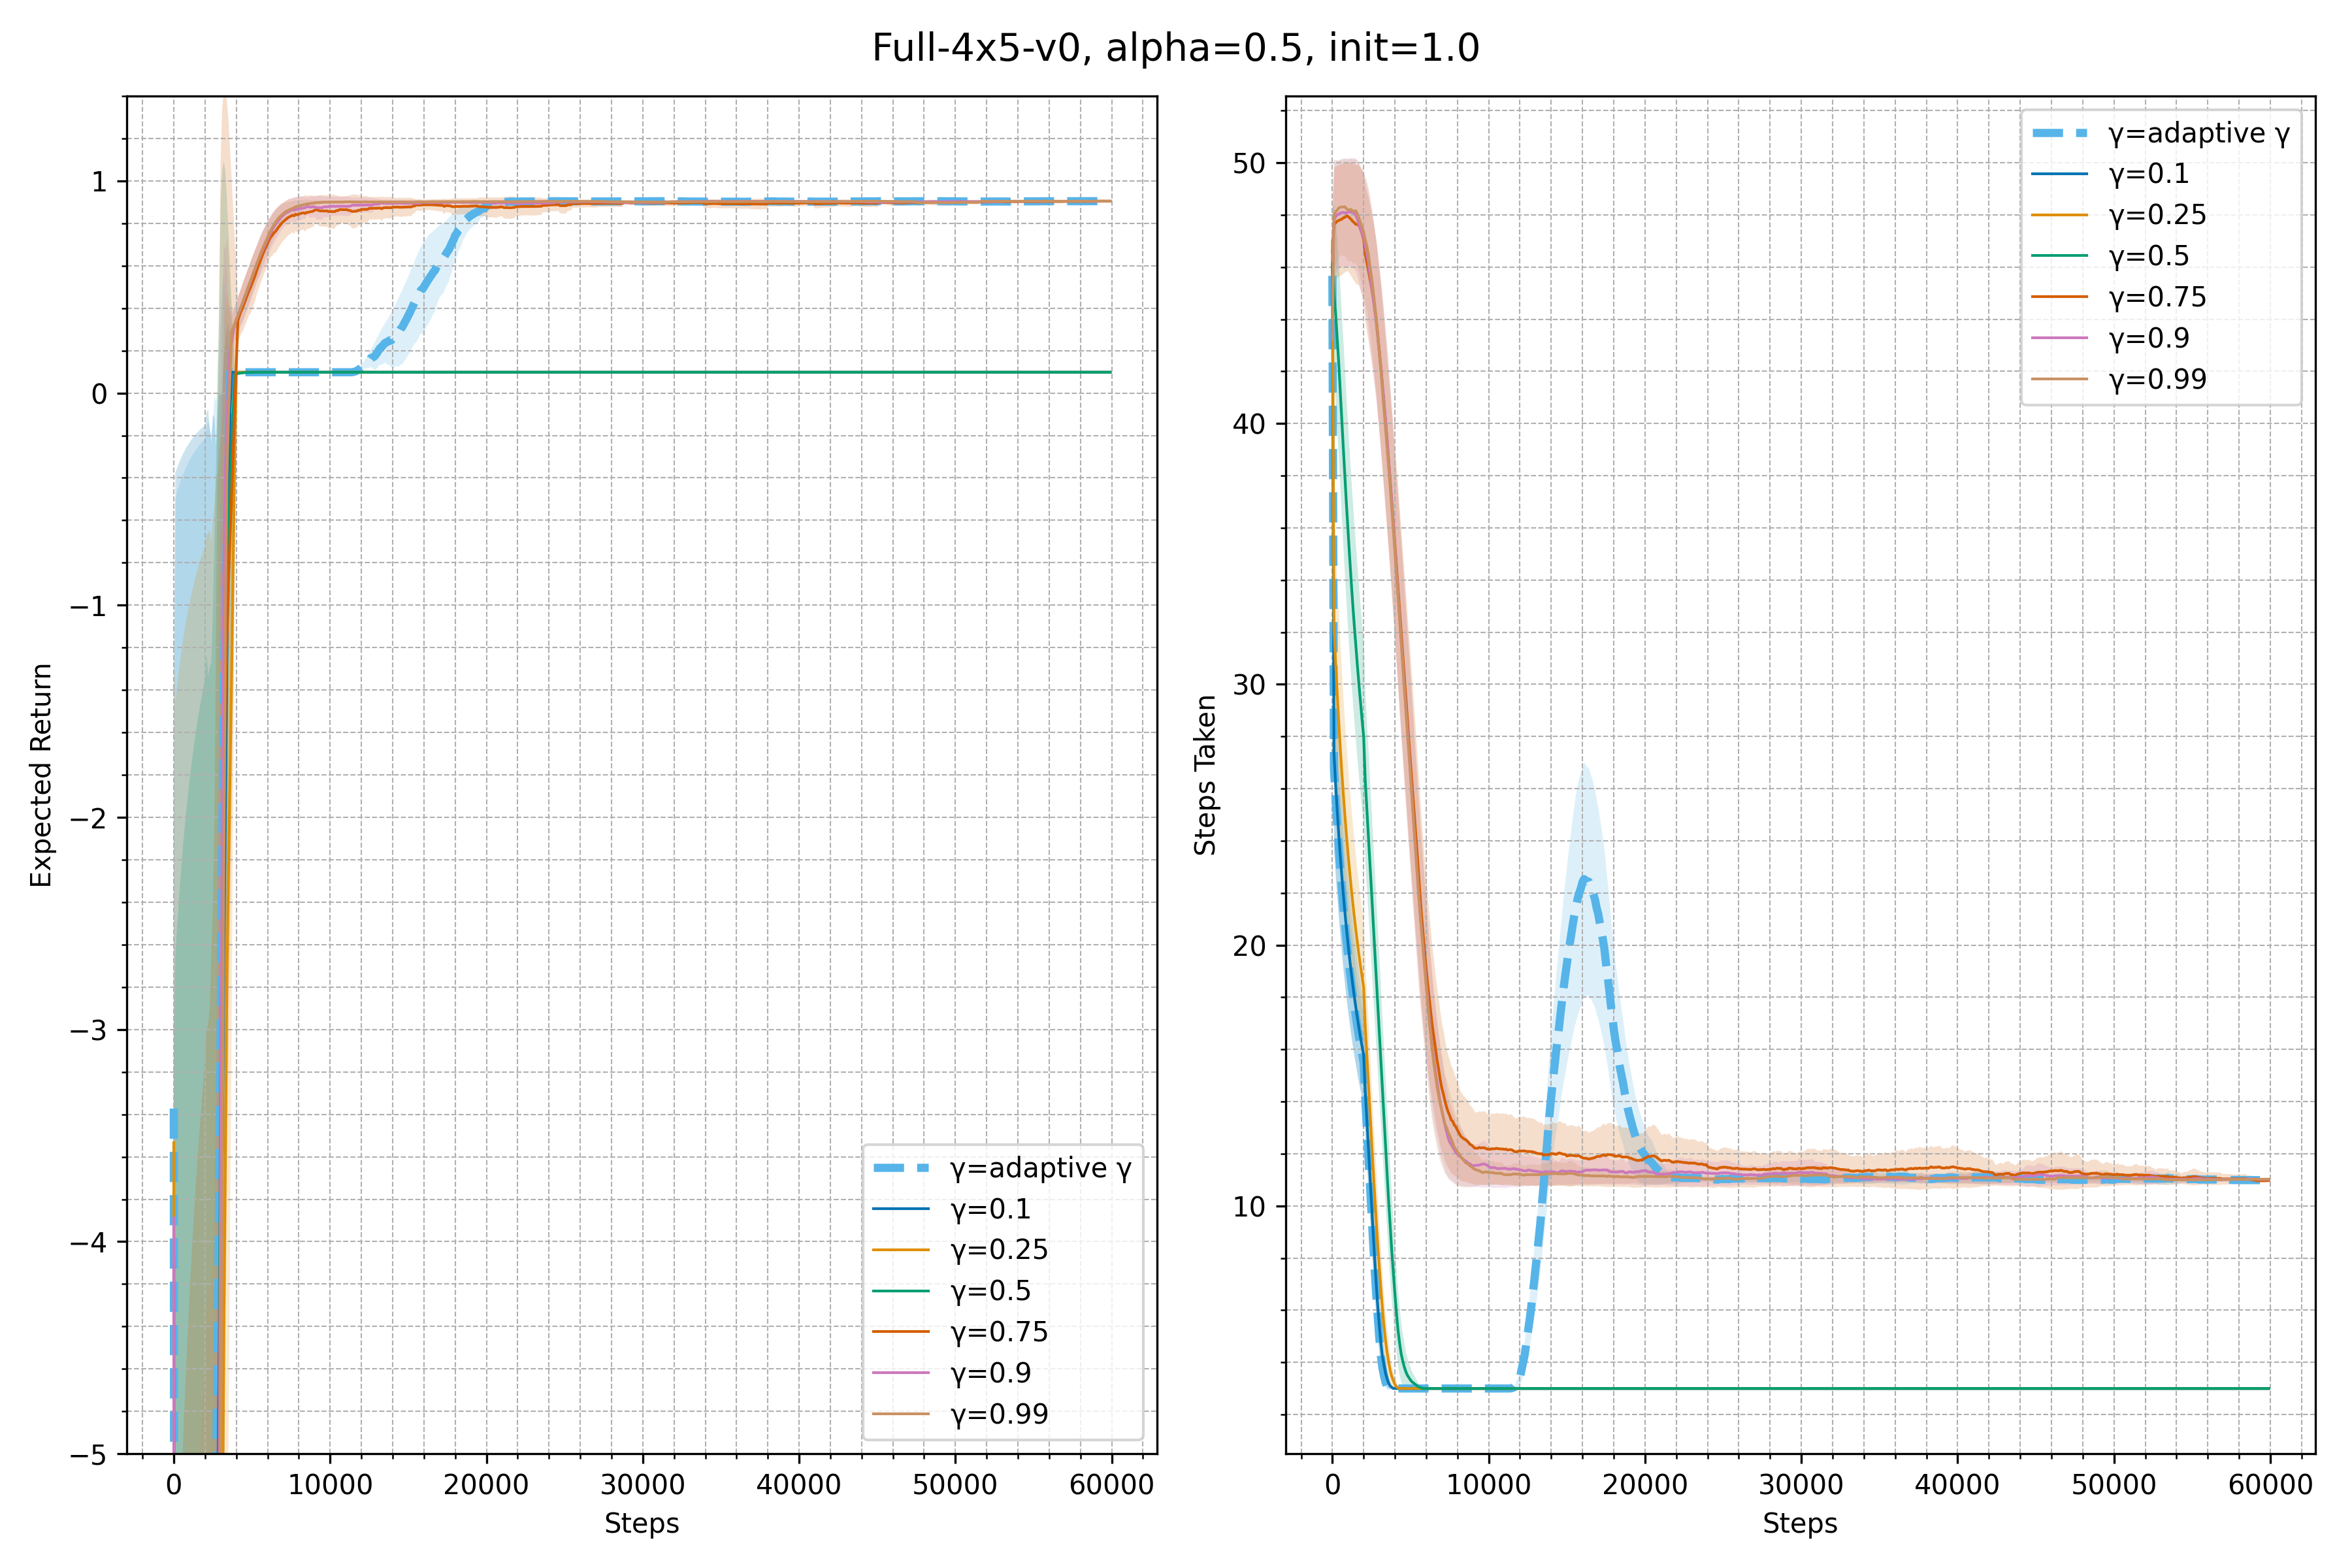 Full-4x5-v0, alpha=0.5, init=1.0
Expected Return
1
0
−1
−2
−3
−4
−5
0
10000
20000
30000
40000
50000
60000
Steps
γ=adaptive γ
γ=0.1
γ=0.25
γ=0.5
γ=0.75
γ=0.9
γ=0.99
Steps Taken
50
40
30
20
10
0
10000
20000
30000
40000
50000
60000
Steps
γ=adaptive γ
γ=0.1
γ=0.25
γ=0.5
γ=0.75
γ=0.9
γ=0.99